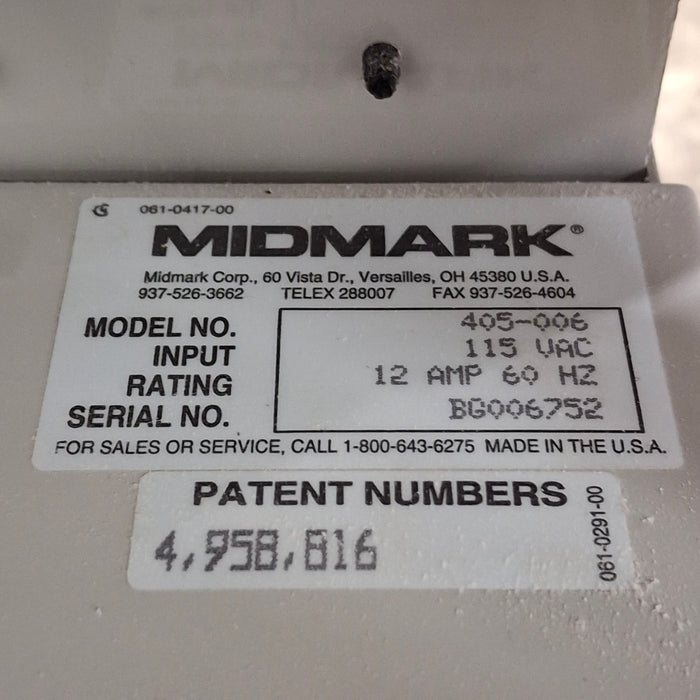 061-0417-00
MIDMARK®
Midmark Corp., 60 Vista Dr., Versailles, OH 45380 U.S.A.
937-526-3662 TELEX 288007 FAX 937-526-4604
MODEL NO. 405-006
INPUT 115 VAC
RATING 12 AMP 60 HZ
SERIAL NO. BG006752
FOR SALES OR SERVICE, CALL 1-800-643-6275 MADE IN THE U.S.A.
PATENT NUMBERS
4,958,816
061-0291-00